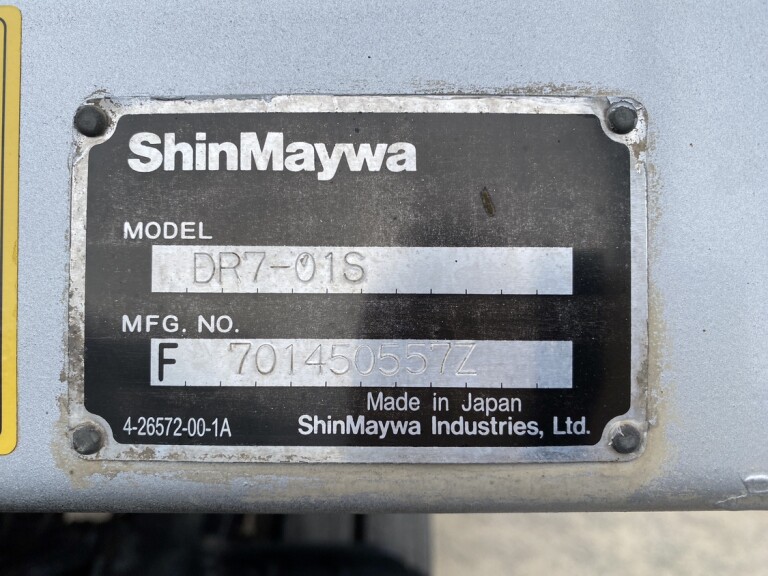 ShinMaywa
MODEL
DR7-01S
MFG. NO.
F 701450557Z
Made in Japan
4-26572-00-1A ShinMaywa Industries, Ltd.